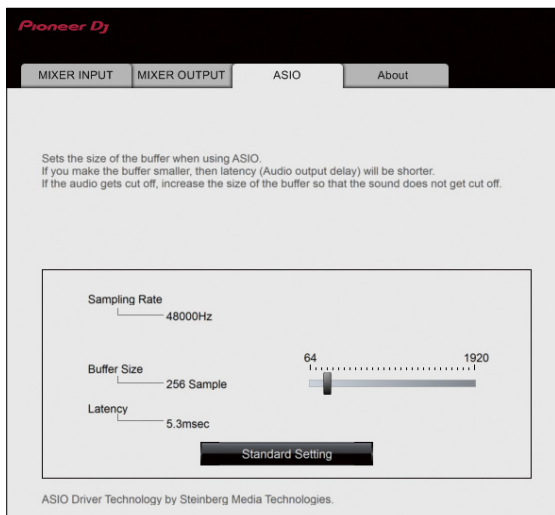 Pioneer Dj
MIXER INPUT MIXER OUTPUT ASIO About
Sets the size of the buffer when using ASIO.
If you make the buffer smaller, then latency (Audio output delay) will be shorter.
If the audio gets cut off, increase the size of the buffer so that the sound does not get cut off.
Sampling Rate
48000Hz
64 1920
Buffer Size
256 Sample
Latency
5.3msec
Standard Setting
ASIO Driver Technology by Steinberg Media Technologies.